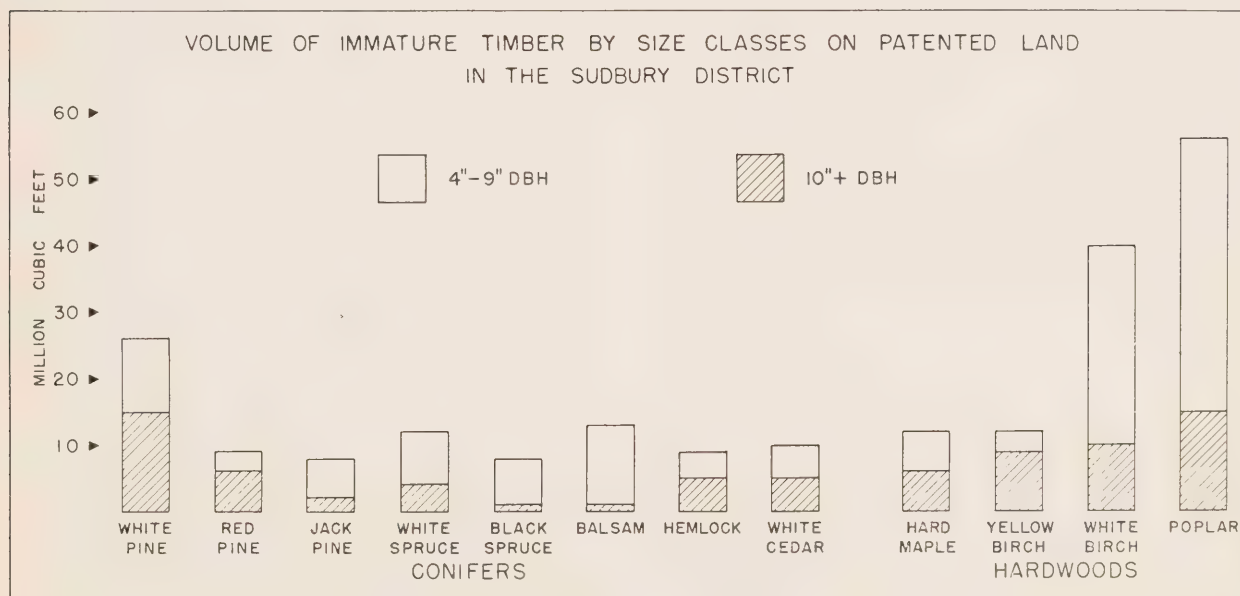 VOLUME OF IMMATURE TIMBER BY SIZE CLASSES ON PATENTED LAND
IN THE SUDBURY DISTRICT
MILLION CUBIC FEET
60
50
40
30
20
10
4"-9" DBH
10"+ DBH
WHITE PINE
RED PINE
JACK PINE
WHITE SPRUCE
BLACK SPRUCE
BALSAM
HEMLOCK
WHITE CEDAR
HARD MAPLE
YELLOW BIRCH
WHITE BIRCH
POPLAR
CONIFERS
HARDWOODS